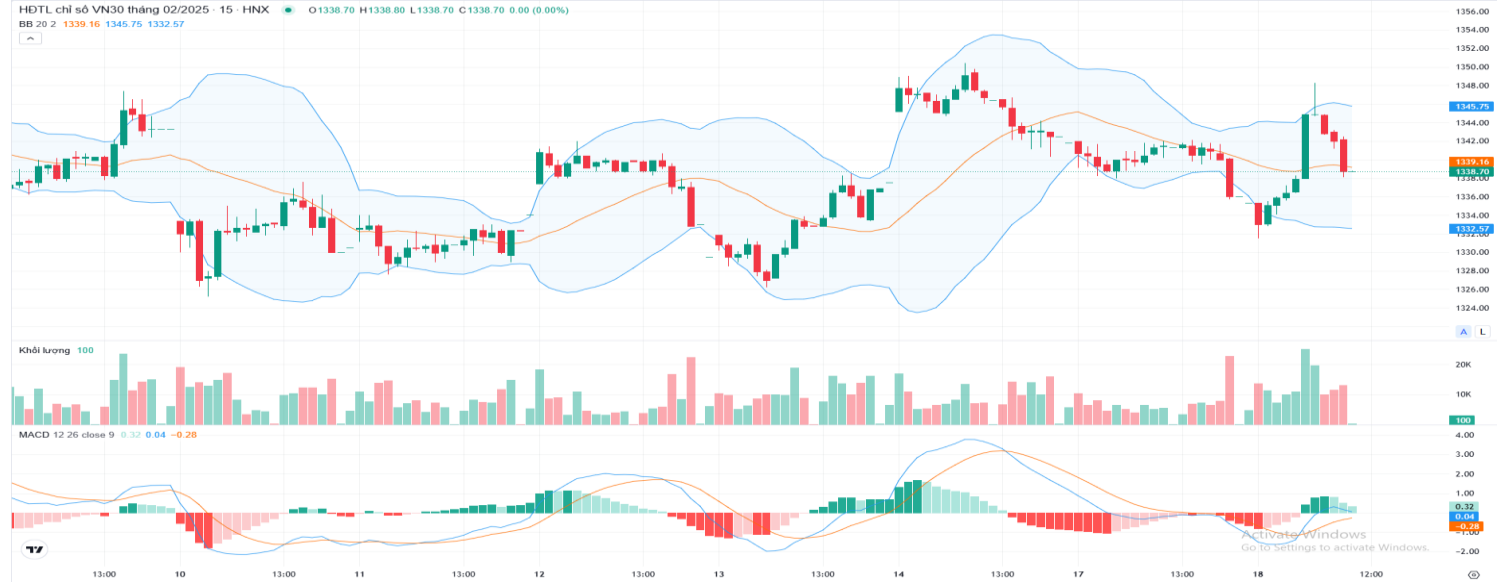 HĐTL chỉ số VN30 tháng 02/2025 · 15 · HNX O1338.70 H1338.80 L1338.70 C1338.70 0.00 (0.00%)
BB 20 2 1339.16 1345.75 1332.57
1356.00
1354.00
1352.00
1350.00
1348.00
1345.75
1344.00
1342.00
1339.16
1338.70
1338.00
1336.00
1334.00
1332.57
1332.00
1330.00
1328.00
1326.00
1324.00
A L
Khối lượng 100
20K
10K
100
MACD 12 26 close 9 0.32 0.04 −0.28
4.00
3.00
2.00
1.00
0.32
0.04
−0.28
−1.00
−2.00
Activate Windows
Go to Settings to activate Windows.
13:00 10 13:00 11 13:00 12 13:00 13 13:00 14 13:00 17 13:00 18 12:00